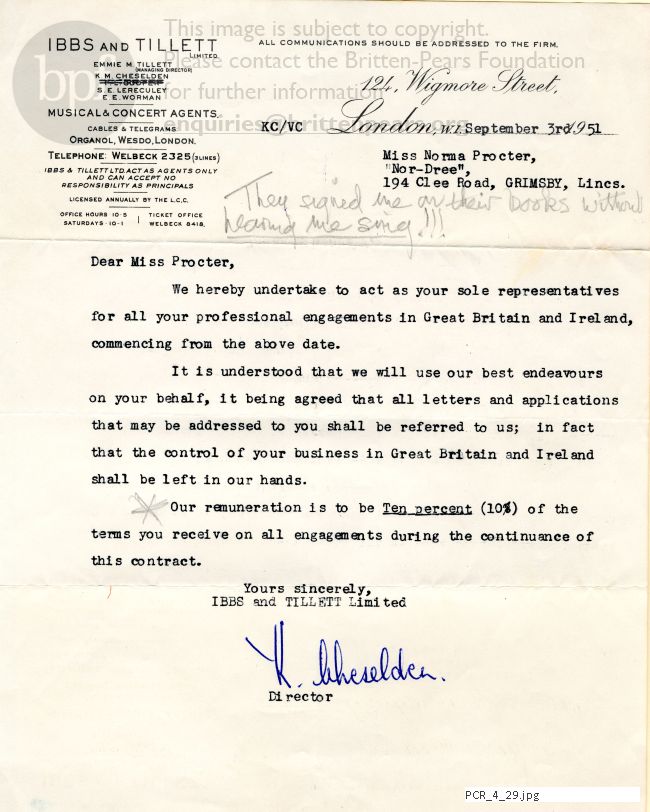 This image is subject to copyright.
Please contact the Britten-Pears Foundation
for further information.
enquiries@brittenpears.org
bp
IBBS AND TILLETT
LIMITED
EMMIE M. TILLETT
(MANAGING DIRECTOR)
K. M. CHESELDEN
S. E. LERECULEY
E. E. WORMAN
MUSICAL & CONCERT AGENTS.
CABLES & TELEGRAMS
ORGANOL, WESDO, LONDON.
TELEPHONE: WELBECK 2325 (3 LINES)
IBBS & TILLETT LTD. ACT AS AGENTS ONLY
AND CAN ACCEPT NO
RESPONSIBILITY AS PRINCIPALS
LICENSED ANNUALLY BY THE L.C.C.
OFFICE HOURS 10-5
SATURDAYS 10-1
TICKET OFFICE
WELBECK 8418.
ALL COMMUNICATIONS SHOULD BE ADDRESSED TO THE FIRM.
124, Wigmore Street,
KC/VC London, W.1. September 3rd 1951
Miss Norma Procter,
"Nor-Dree",
194 Clee Road, GRIMSBY, Lincs.
They signed me on their books without
hearing me sing!!!
Dear Miss Procter,
We hereby undertake to act as your sole representatives
for all your professional engagements in Great Britain and Ireland,
commencing from the above date.
It is understood that we will use our best endeavours
on your behalf, it being agreed that all letters and applications
that may be addressed to you shall be referred to us; in fact
that the control of your business in Great Britain and Ireland
shall be left in our hands.
Our remuneration is to be Ten percent (10%) of the
terms you receive on all engagements during the continuance of
this contract.
Yours sincerely,
IBBS and TILLETT Limited
K. Cheselden.
Director
PCR_4_29.jpg